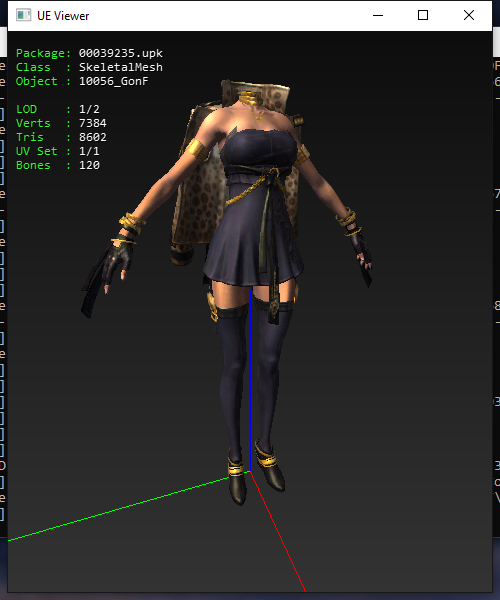 UE Viewer
Package: 00039235.upk
Class  : SkeletalMesh
Object : 10056_GonF
LOD    : 1/2
Verts  : 7384
Tris   : 8602
UV Set : 1/1
Bones  : 120